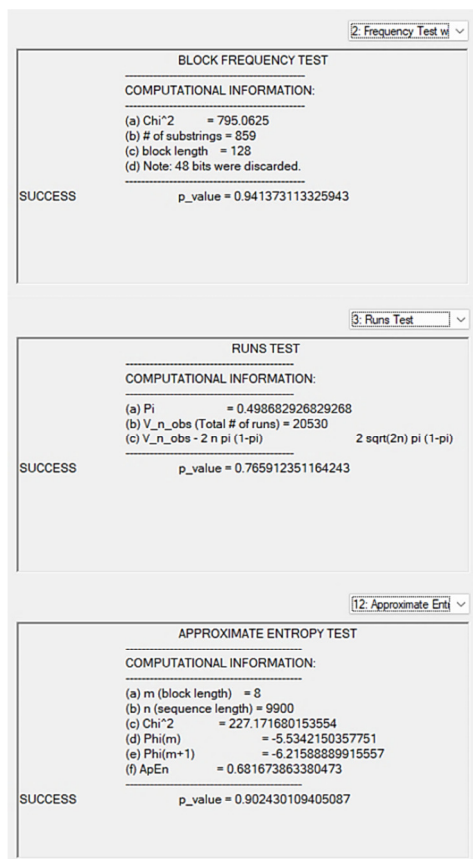 2: Frequency Test w
BLOCK FREQUENCY TEST
---------------------------------------------
COMPUTATIONAL INFORMATION:
---------------------------------------------
(a) Chi^2 = 795.0625
(b) # of substrings = 859
(c) block length = 128
(d) Note: 48 bits were discarded.
---------------------------------------------
SUCCESS p_value = 0.941373113325943
3: Runs Test
RUNS TEST
------------------------------------------
COMPUTATIONAL INFORMATION:
------------------------------------------
(a) Pi = 0.498682926829268
(b) V_n_obs (Total # of runs) = 20530
(c) V_n_obs - 2 n pi (1-pi) 2 sqrt(2n) pi (1-pi)
------------------------------------------
SUCCESS p_value = 0.765912351164243
12: Approximate Ent
APPROXIMATE ENTROPY TEST
--------------------------------------------
COMPUTATIONAL INFORMATION:
--------------------------------------------
(a) m (block length) = 8
(b) n (sequence length) = 9900
(c) Chi^2 = 227.171680153554
(d) Phi(m) = -5.5342150357751
(e) Phi(m+1) = -6.21588889915557
(f) ApEn = 0.681673863380473
--------------------------------------------
SUCCESS p_value = 0.902430109405087